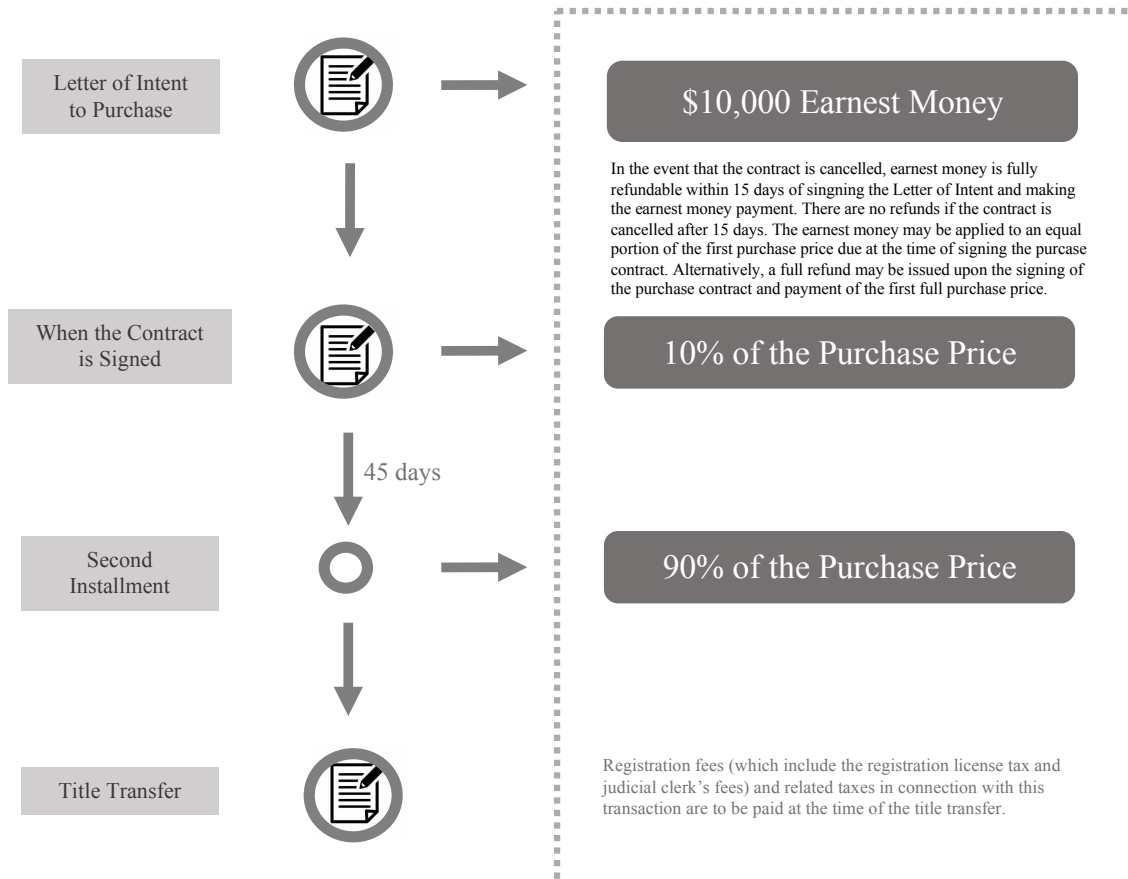 Letter of Intent
to Purchase
$10,000 Earnest Money
In the event that the contract is cancelled, earnest money is fully
refundable within 15 days of singning the Letter of Intent and making
the earnest money payment. There are no refunds if the contract is
cancelled after 15 days. The earnest money may be applied to an equal
portion of the first purchase price due at the time of signing the purcase
contract. Alternatively, a full refund may be issued upon the signing of
the purchase contract and payment of the first full purchase price.
When the Contract
is Signed
10% of the Purchase Price
45 days
Second
Installment
90% of the Purchase Price
Title Transfer
Registration fees (which include the registration license tax and
judicial clerk’s fees) and related taxes in connection with this
transaction are to be paid at the time of the title transfer.